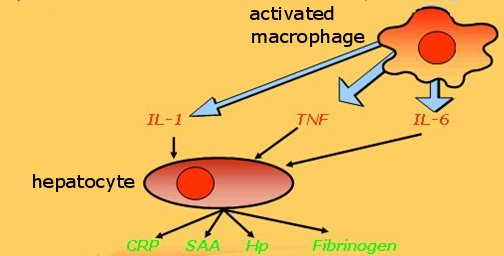 activated
macrophage
IL-1 TNF IL-6
hepatocyte
CRP SAA Hp Fibrinogen